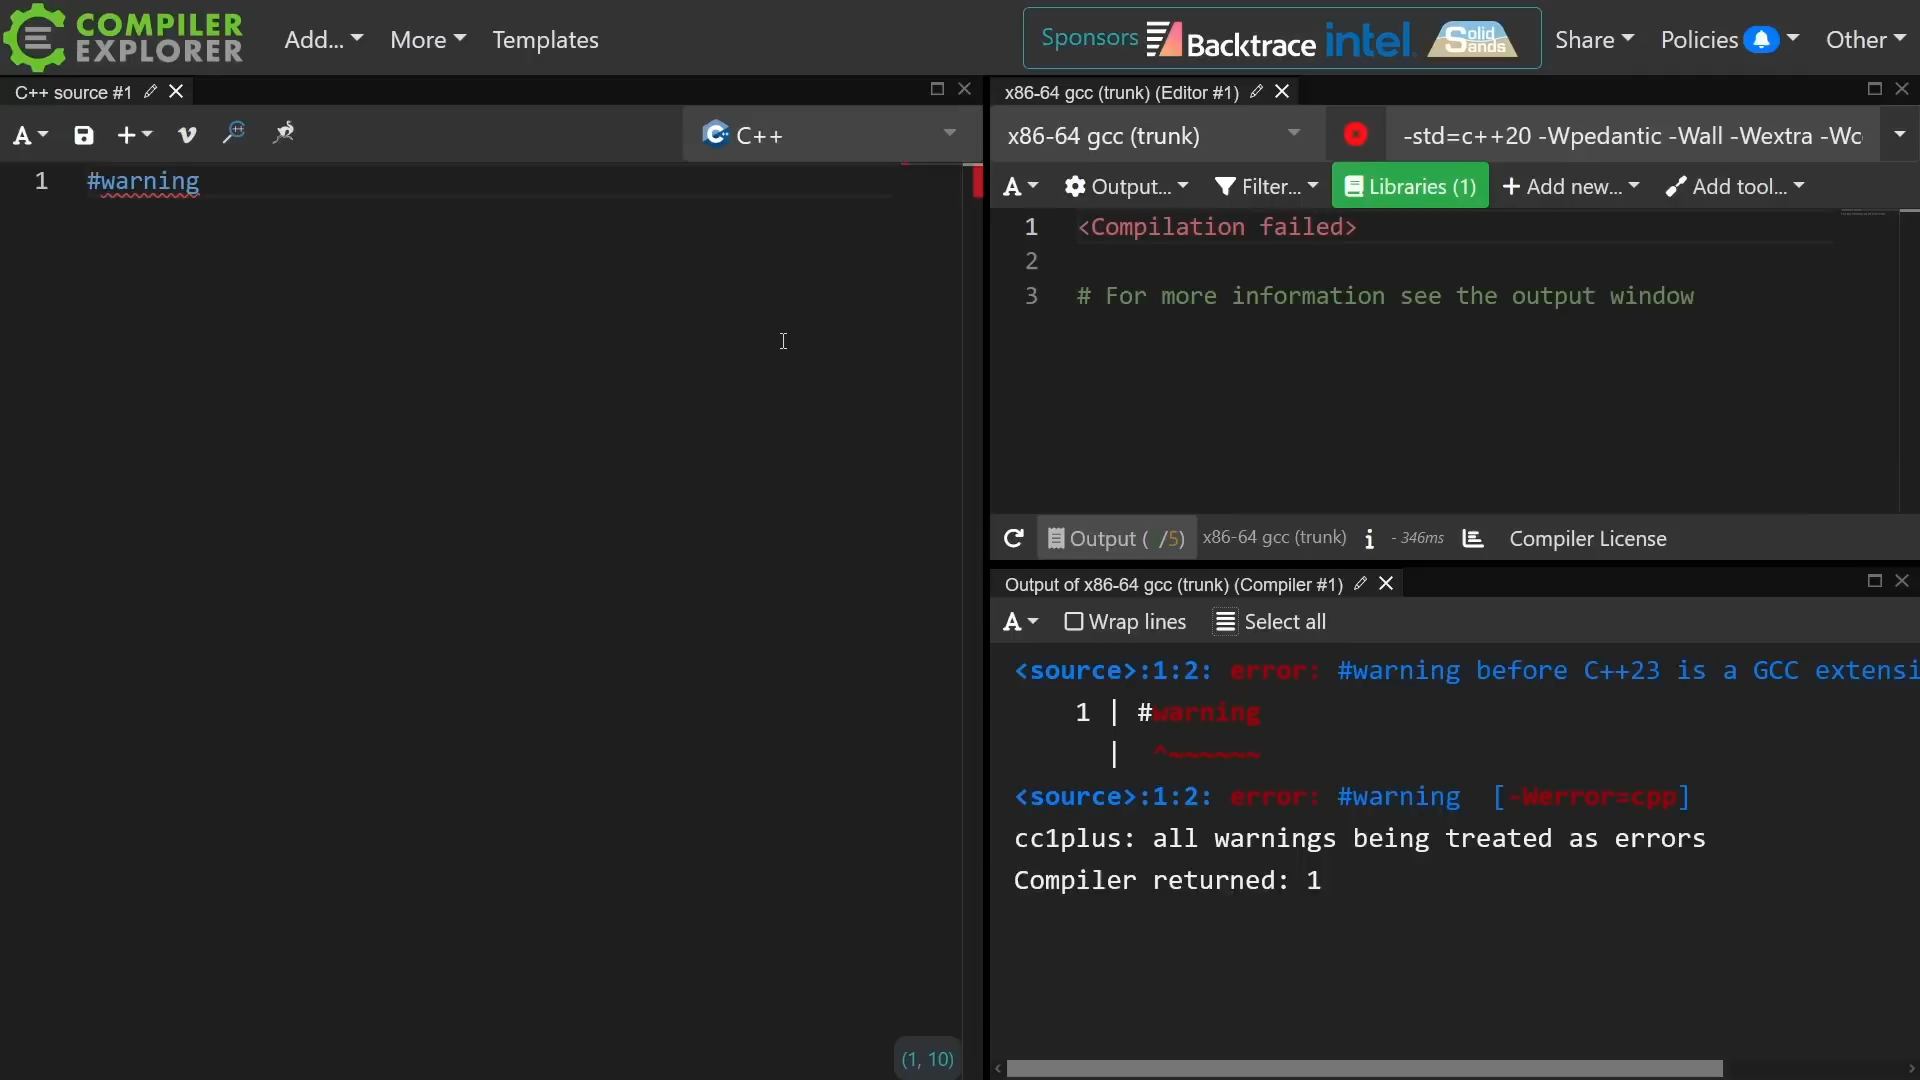 COMPILER
EXPLORER
Add... More Templates
Sponsors Backtrace intel. Solid Sands Share Policies Other
C++ source #1
A + V C++
1 #warning
(1, 10)
x86-64 gcc (trunk) (Editor #1)
x86-64 gcc (trunk) -std=c++20 -Wpedantic -Wall -Wextra -Wc
A Output... Filter... Libraries (1) + Add new... Add tool...
1 <Compilation failed>
2
3 # For more information see the output window
Output ( /5) x86-64 gcc (trunk) i - 346ms Compiler License
Output of x86-64 gcc (trunk) (Compiler #1)
A Wrap lines Select all
<source>:1:2: error: #warning before C++23 is a GCC extensi
1 | #warning
| ^~~~~~~
<source>:1:2: error: #warning [-Werror=cpp]
cc1plus: all warnings being treated as errors
Compiler returned: 1